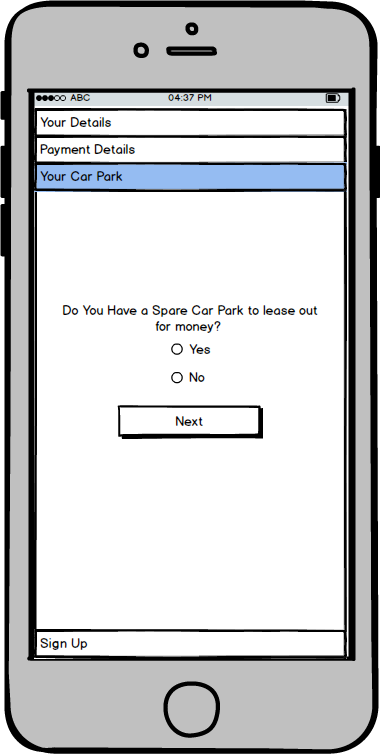 ABC 04:37 PM
Your Details
Payment Details
Your Car Park
Do You Have a Spare Car Park to lease out
for money?
Yes
No
Next
Sign Up